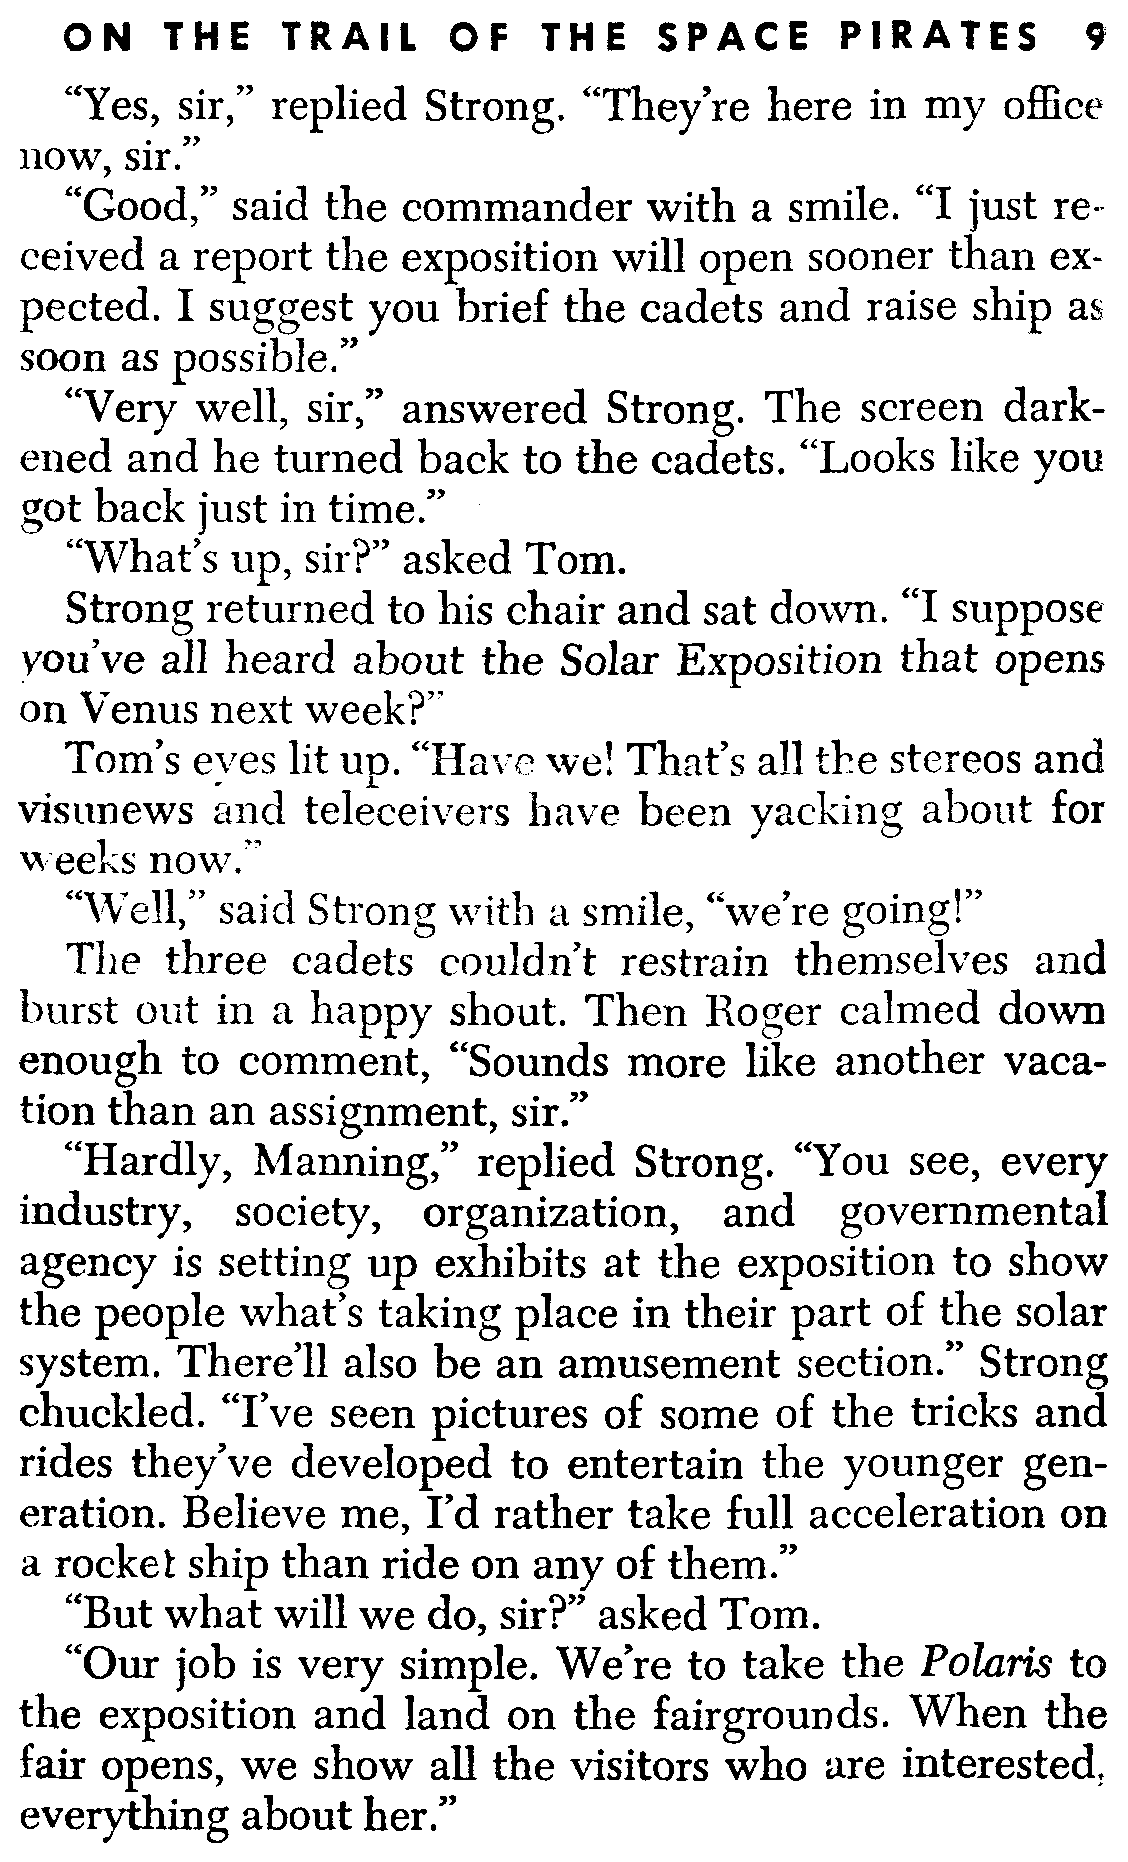 ON THE TRAIL OF THE SPACE PIRATES 9
“Yes, sir,” replied Strong. “They’re here in my office
now, sir.”
“Good,” said the commander with a smile. “I just re-
ceived a report the exposition will open sooner than ex-
pected. I suggest you brief the cadets and raise ship as
soon as possible.”
“Very well, sir,” answered Strong. The screen dark-
ened and he turned back to the cadets. “Looks like you
got back just in time.”
“What’s up, sir?” asked Tom.
Strong returned to his chair and sat down. “I suppose
you’ve all heard about the Solar Exposition that opens
on Venus next week?”
Tom’s eyes lit up. “Have we! That’s all the stereos and
visunews and teleceivers have been yacking about for
weeks now.”
“Well,” said Strong with a smile, “we’re going!”
The three cadets couldn’t restrain themselves and
burst out in a happy shout. Then Roger calmed down
enough to comment, “Sounds more like another vaca-
tion than an assignment, sir.”
“Hardly, Manning,” replied Strong. “You see, every
industry, society, organization, and governmental
agency is setting up exhibits at the exposition to show
the people what’s taking place in their part of the solar
system. There’ll also be an amusement section.” Strong
chuckled. “I’ve seen pictures of some of the tricks and
rides they’ve developed to entertain the younger gen-
eration. Believe me, I’d rather take full acceleration on
a rocket ship than ride on any of them.”
“But what will we do, sir?” asked Tom.
“Our job is very simple. We’re to take the Polaris to
the exposition and land on the fairgrounds. When the
fair opens, we show all the visitors who are interested,
everything about her.”